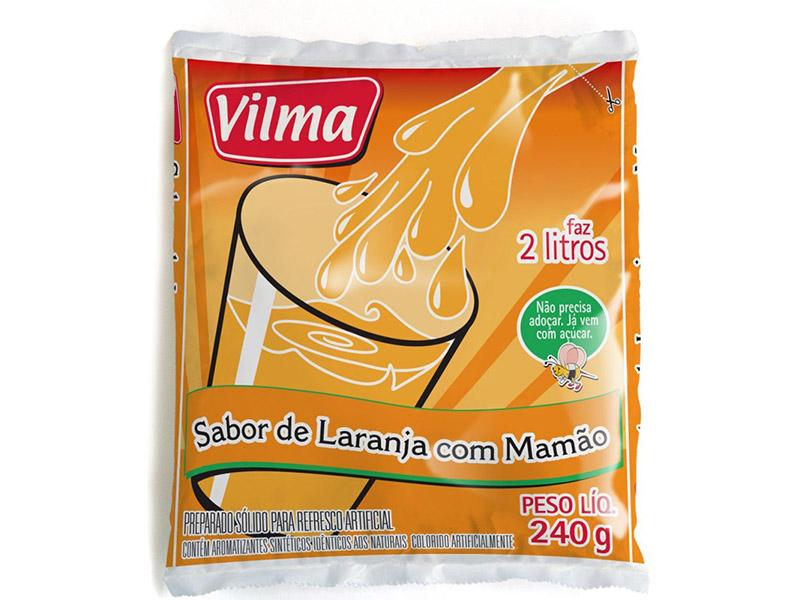 Vilma
faz
2 litros
Não precisa
adoçar. Já vem
com açúcar.
Sabor de Laranja com Mamão
PESO LÍQ.
240 g
PREPARADO SÓLIDO PARA REFRESCO ARTIFICIAL
CONTÉM AROMATIZANTES SINTÉTICOS IDÊNTICOS AOS NATURAIS COLORIDO ARTIFICIALMENTE